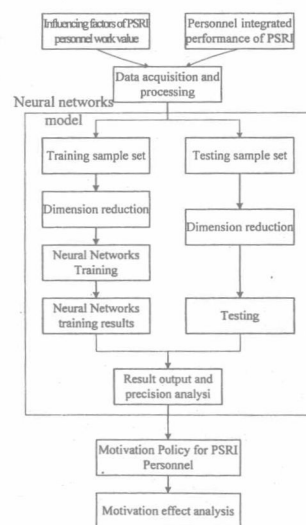 Influencing factors of PSRI
personnel work value
Personnel integrated
performance of PSRI
Data acquisition and
processing
Neural networks
model
Training sample set
Testing sample set
Dimension reduction
Dimension reduction
Neural Networks
Training
Neural Networks
training results
Testing
Result output and
precision analysi
Motivation Policy for PSRI
Personnel
Motivation effect analysis